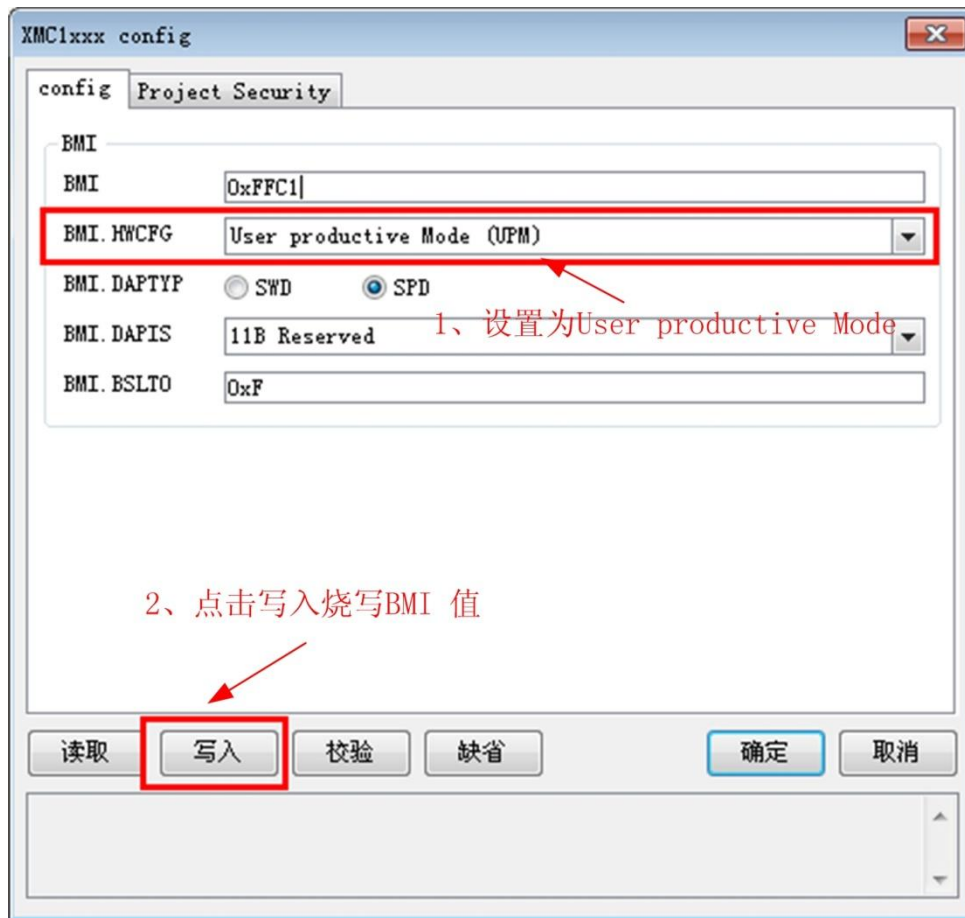 XMC1xxx config
config
Project Security
BMI
BMI
0xFFC1
BMI.HWCFG
User productive Mode (UPM)
BMI.DAPTYP
SWD
SPD
1、设置为User productive Mode
BMI.DAPIS
11B Reserved
BMI.BSLTO
0xF
2、点击写入烧写BMI 值
读取
写入
校验
缺省
确定
取消